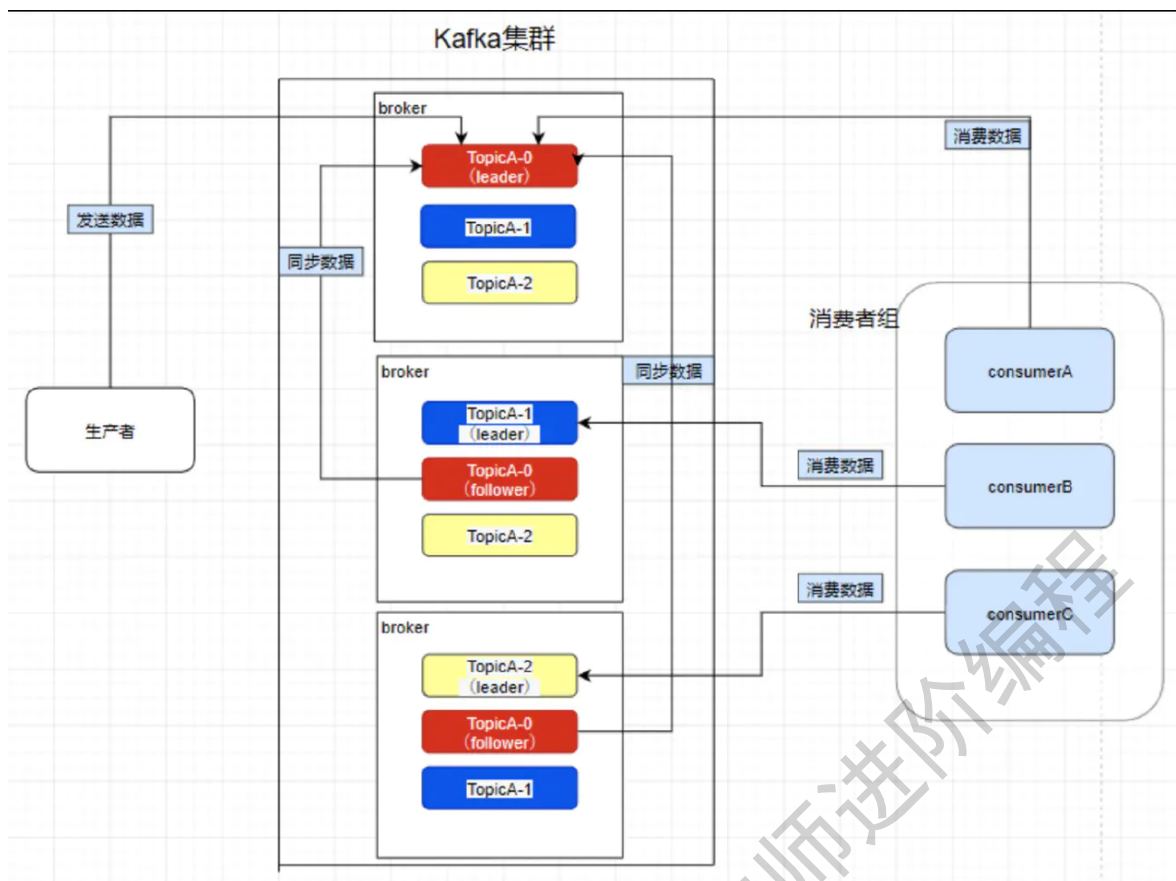 Kafka集群
broker
TopicA-0
（leader）
TopicA-1
TopicA-2
消费数据
发送数据
同步数据
消费者组
consumerA
broker
同步数据
TopicA-1
（leader）
TopicA-0
（follower）
TopicA-2
生产者
消费数据
consumerB
消费数据
consumerC
broker
TopicA-2
（leader）
TopicA-0
（follower）
TopicA-1
师进阶编程